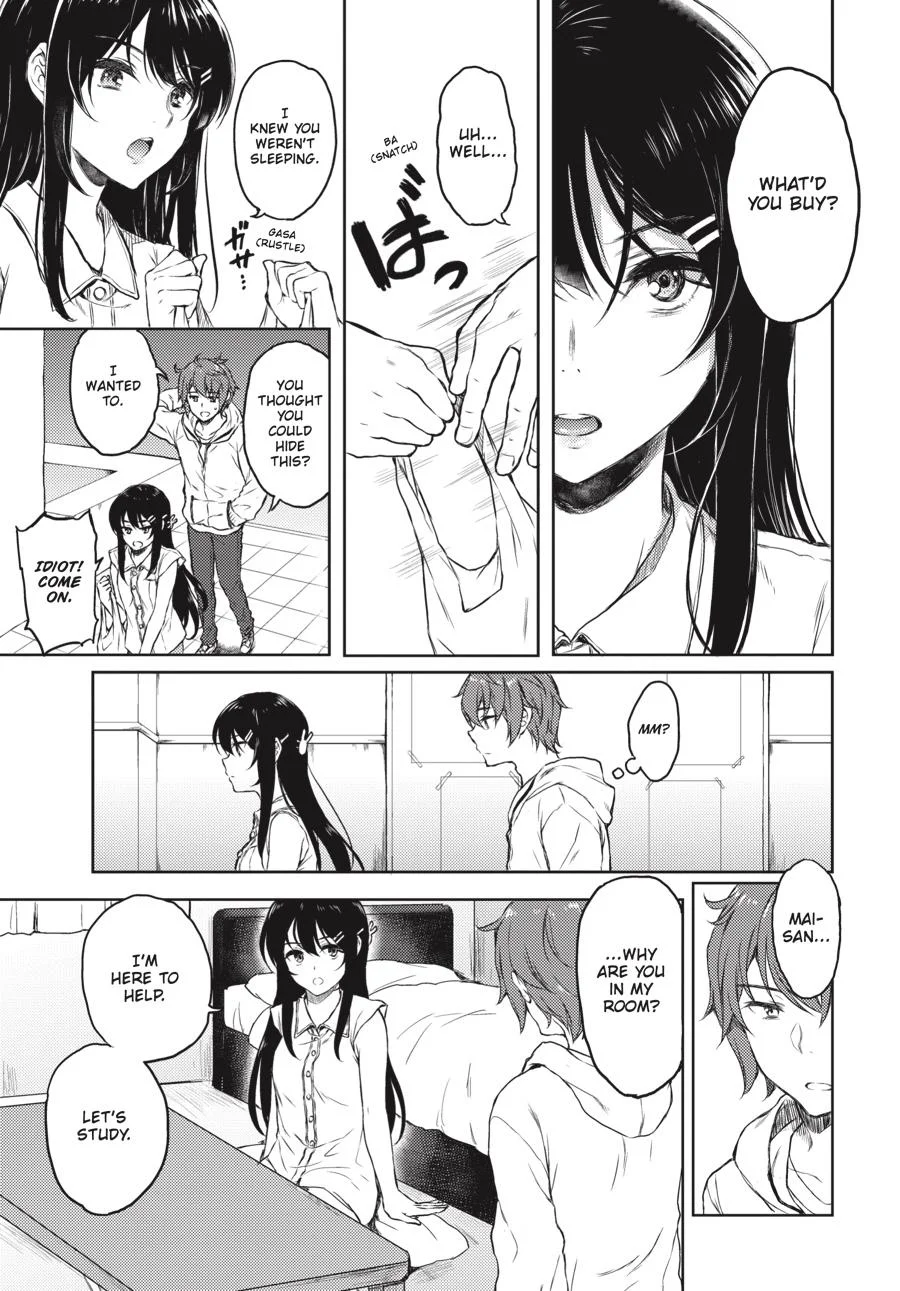 WHAT'D
YOU BUY?
UH...
WELL...
BA
(SNATCH)
ばっ
I
KNEW YOU
WEREN'T
SLEEPING.
GASA
(RUSTLE)
ガサ…
YOU
THOUGHT
YOU
COULD
HIDE
THIS?
I
WANTED
TO.
IDIOT!
COME
ON.
MM?
MAI-
SAN...
...WHY
ARE YOU
IN MY
ROOM?
I'M
HERE TO
HELP.
LET'S
STUDY.